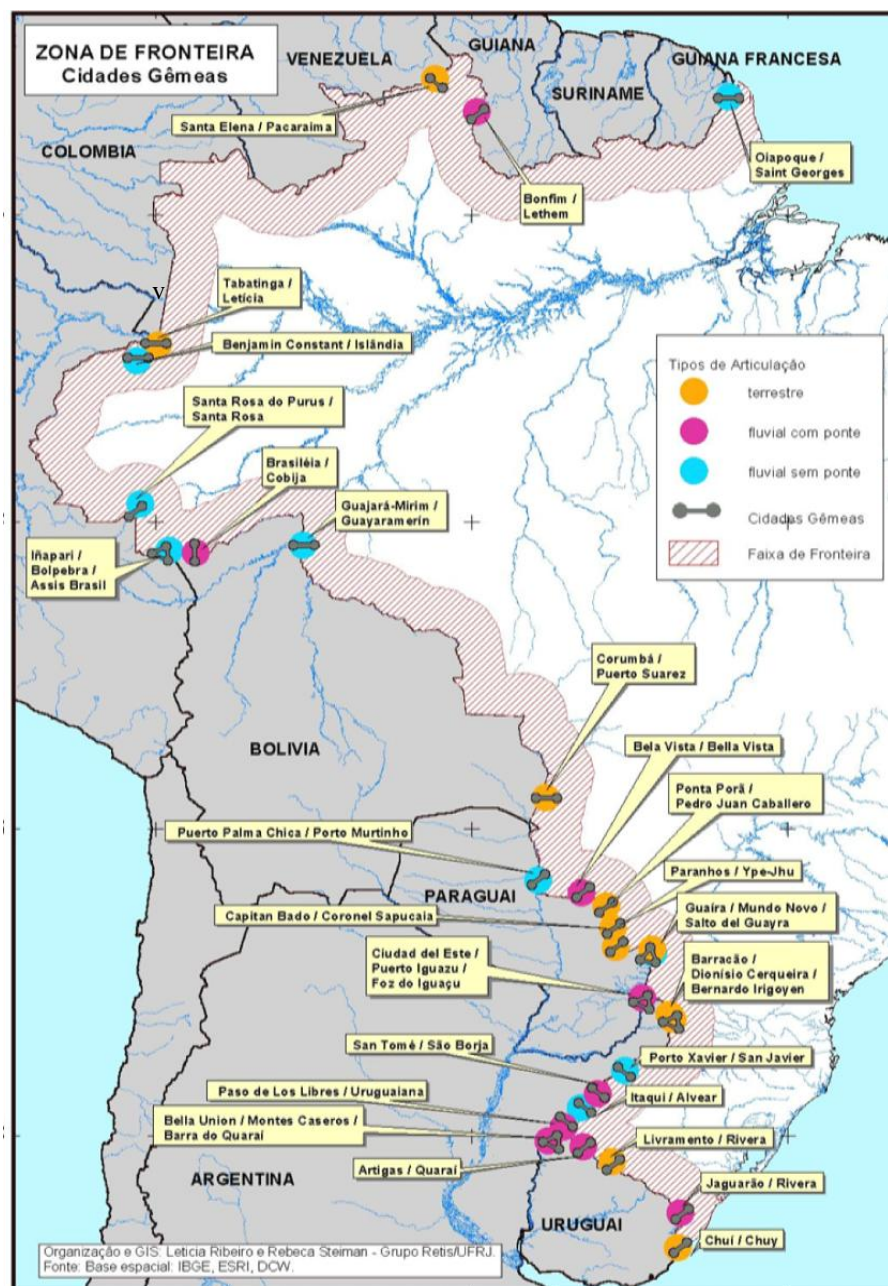 ZONA DE FRONTEIRA
Cidades Gêmeas
VENEZUELA
GUIANA
GUIANA FRANCESA
SURINAME
Santa Elena / Pacaraima
COLOMBIA
Oiapoque /
Saint Georges
Bonfim /
Lethem
Tabatinga /
Letícia
v
Benjamin Constant / Islândia
Tipos de Articulação
terrestre
fluvial com ponte
fluvial sem ponte
Cidades Gêmeas
Faixa de Fronteira
Santa Rosa do Purus /
Santa Rosa
Brasiléia /
Cobija
Guajará-Mirim /
Guayaramerín
Iñapari /
Bolpebra /
Assis Brasil
Corumbá /
Puerto Suarez
BOLIVIA
Bela Vista / Bella Vista
Ponta Porã /
Pedro Juan Caballero
Puerto Palma Chica / Porto Murtinho
Paranhos / Ype-Jhu
PARAGUAI
Capitan Bado / Coronel Sapucaia
Guaíra / Mundo Novo /
Salto del Guayra
Ciudad del Este /
Puerto Iguazu /
Foz do Iguaçu
Barracão /
Dionísio Cerqueira /
Bernardo Irigoyen
San Tomé / São Borja
Porto Xavier / San Javier
Paso de Los Libres / Uruguaiana
Itaqui / Alvear
Bella Union / Montes Caseros /
Barra do Quaraí
Livramento / Rivera
Artigas / Quaraí
ARGENTINA
Jaguarão / Rivera
URUGUAI
Chuí / Chuy
Organização e GIS: Leticia Ribeiro e Rebeca Steiman - Grupo Retis/UFRJ.
Fonte: Base espacial: IBGE, ESRI, DCW.